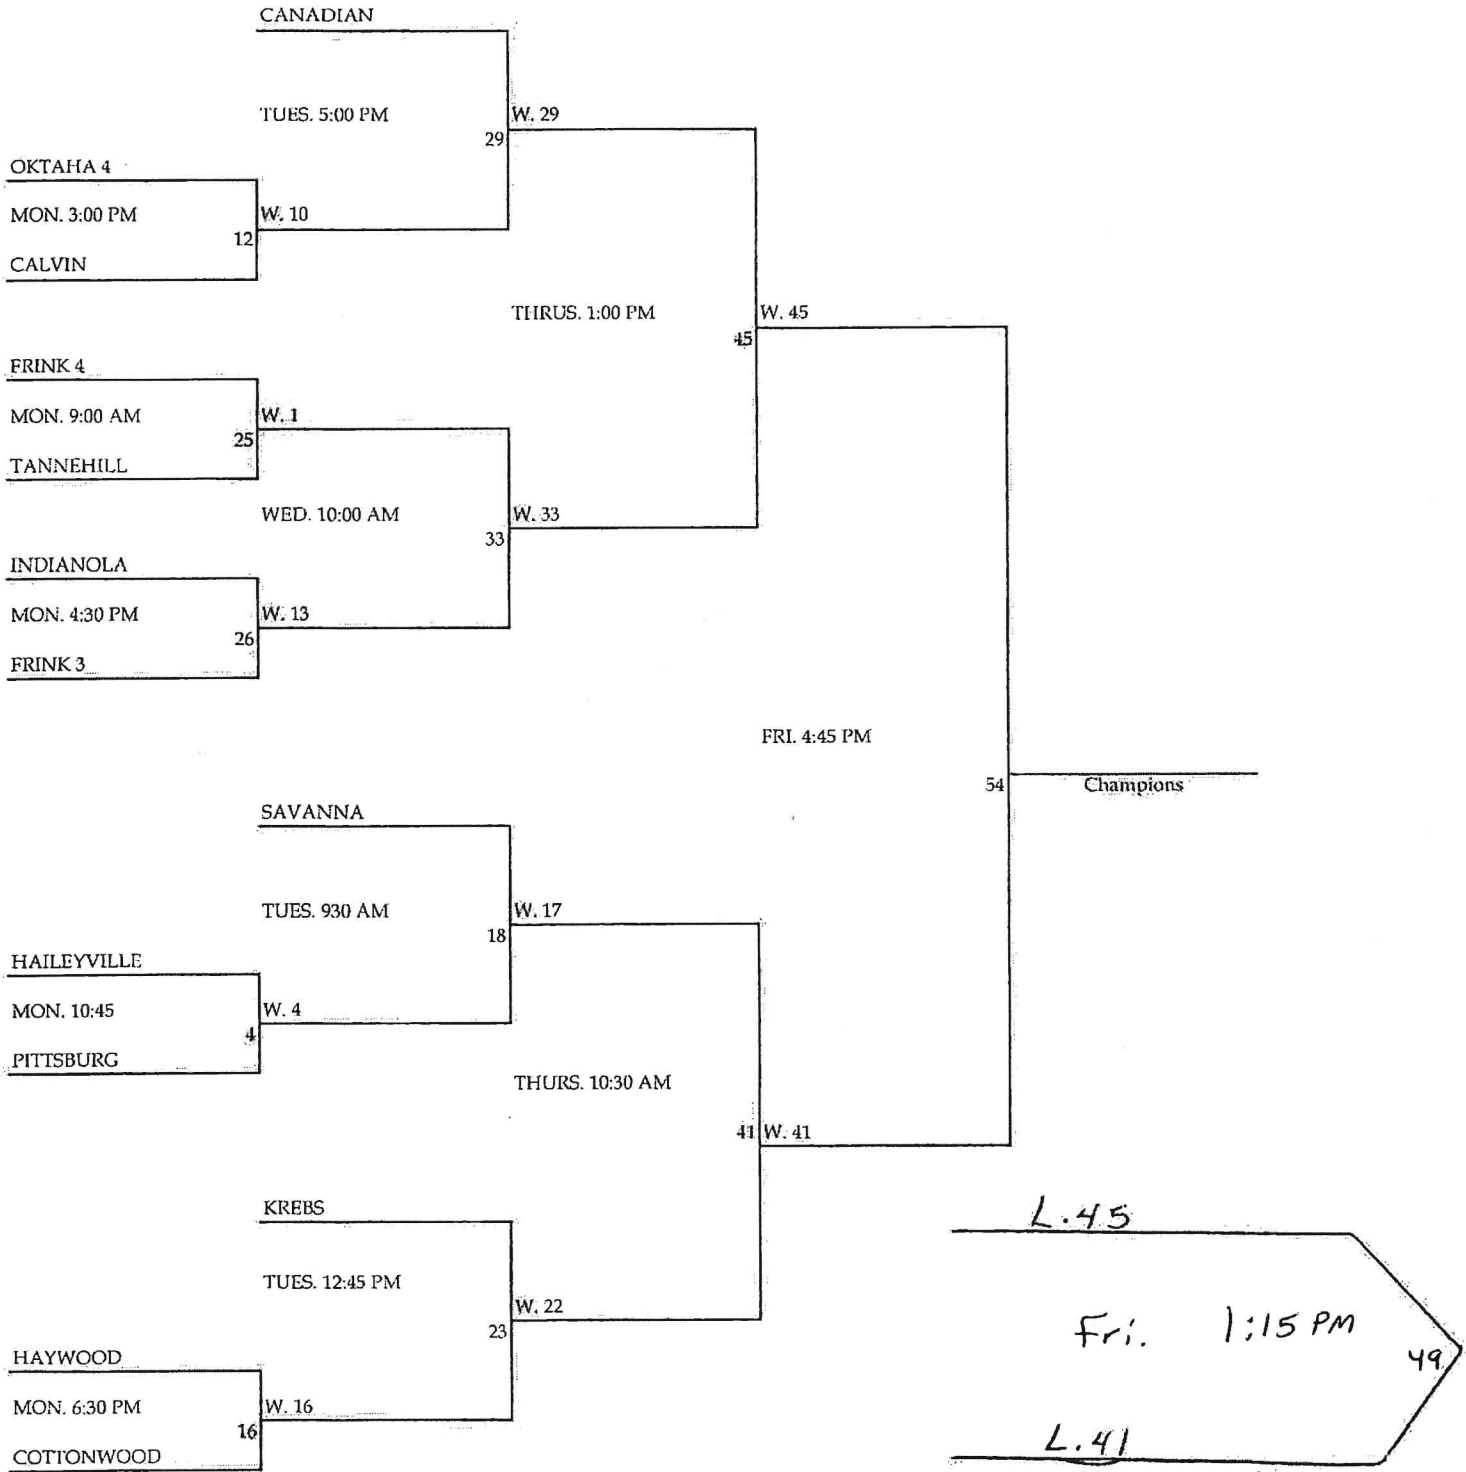 CANADIAN
TUES. 5:00 PM
W. 29
29
OKTAHA 4
MON. 3:00 PM
W. 10
12
CALVIN
THRUS. 1:00 PM
W. 45
45
FRINK 4
MON. 9:00 AM
W. 1
25
TANNEHILL
WED. 10:00 AM
W. 33
33
INDIANOLA
MON. 4:30 PM
W. 13
26
FRINK 3
FRI. 4:45 PM
54
Champions
SAVANNA
TUES. 930 AM
W. 17
18
HAILEYVILLE
MON. 10:45
W. 4
4
PITTSBURG
THURS. 10:30 AM
41
W. 41
KREBS
TUES. 12:45 PM
W. 22
23
HAYWOOD
MON. 6:30 PM
W. 16
16
COTTONWOOD
L.45
Fri. 1:15 PM
49
L.41